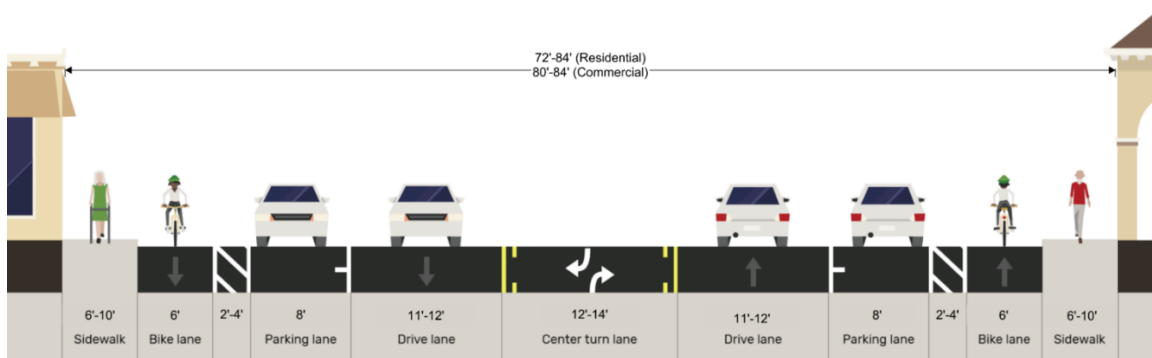 72'-84' (Residential)
80'-84' (Commercial)
6'-10' 6' 2'-4' 8' 11'-12' 12'-14' 11'-12' 8' 2'-4' 6' 6'-10'
Sidewalk Bike lane Parking lane Drive lane Center turn lane Drive lane Parking lane Bike lane Sidewalk